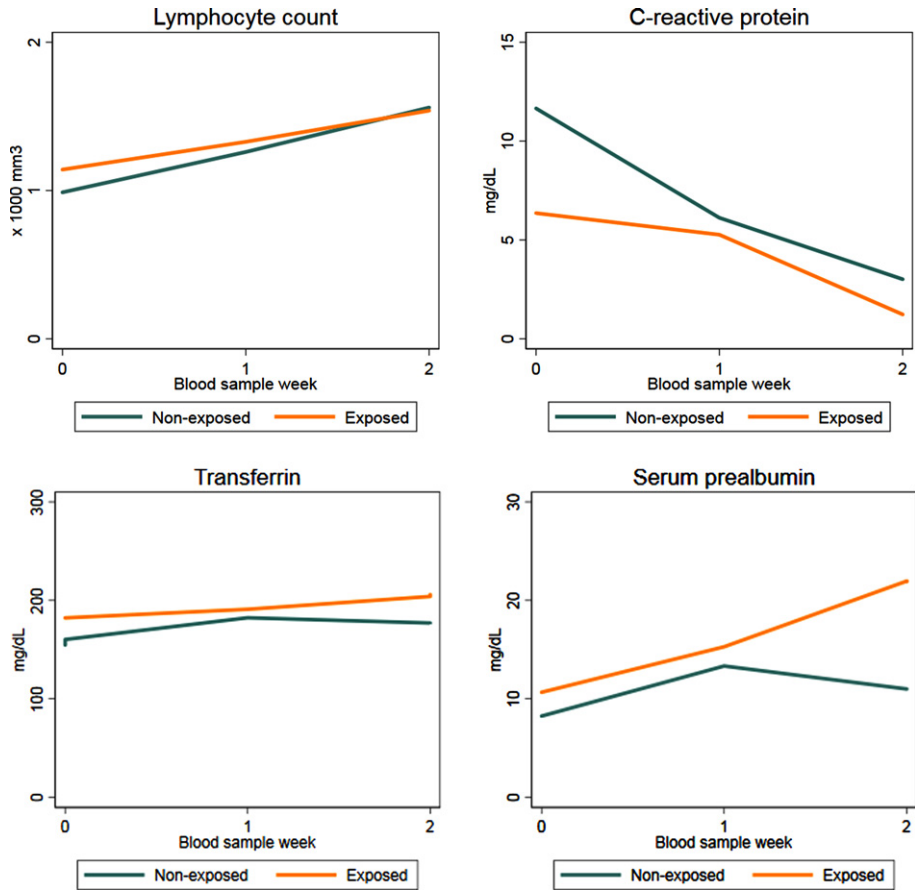 Lymphocyte count
2
1
0
x 1000 mm3
0 1 2
Blood sample week
Non-exposed Exposed
C-reactive protein
15
10
5
0
mg/dL
0 1 2
Blood sample week
Non-exposed Exposed
Transferrin
300
200
100
0
mg/dL
0 1 2
Blood sample week
Non-exposed Exposed
Serum prealbumin
30
20
10
0
mg/dL
0 1 2
Blood sample week
Non-exposed Exposed